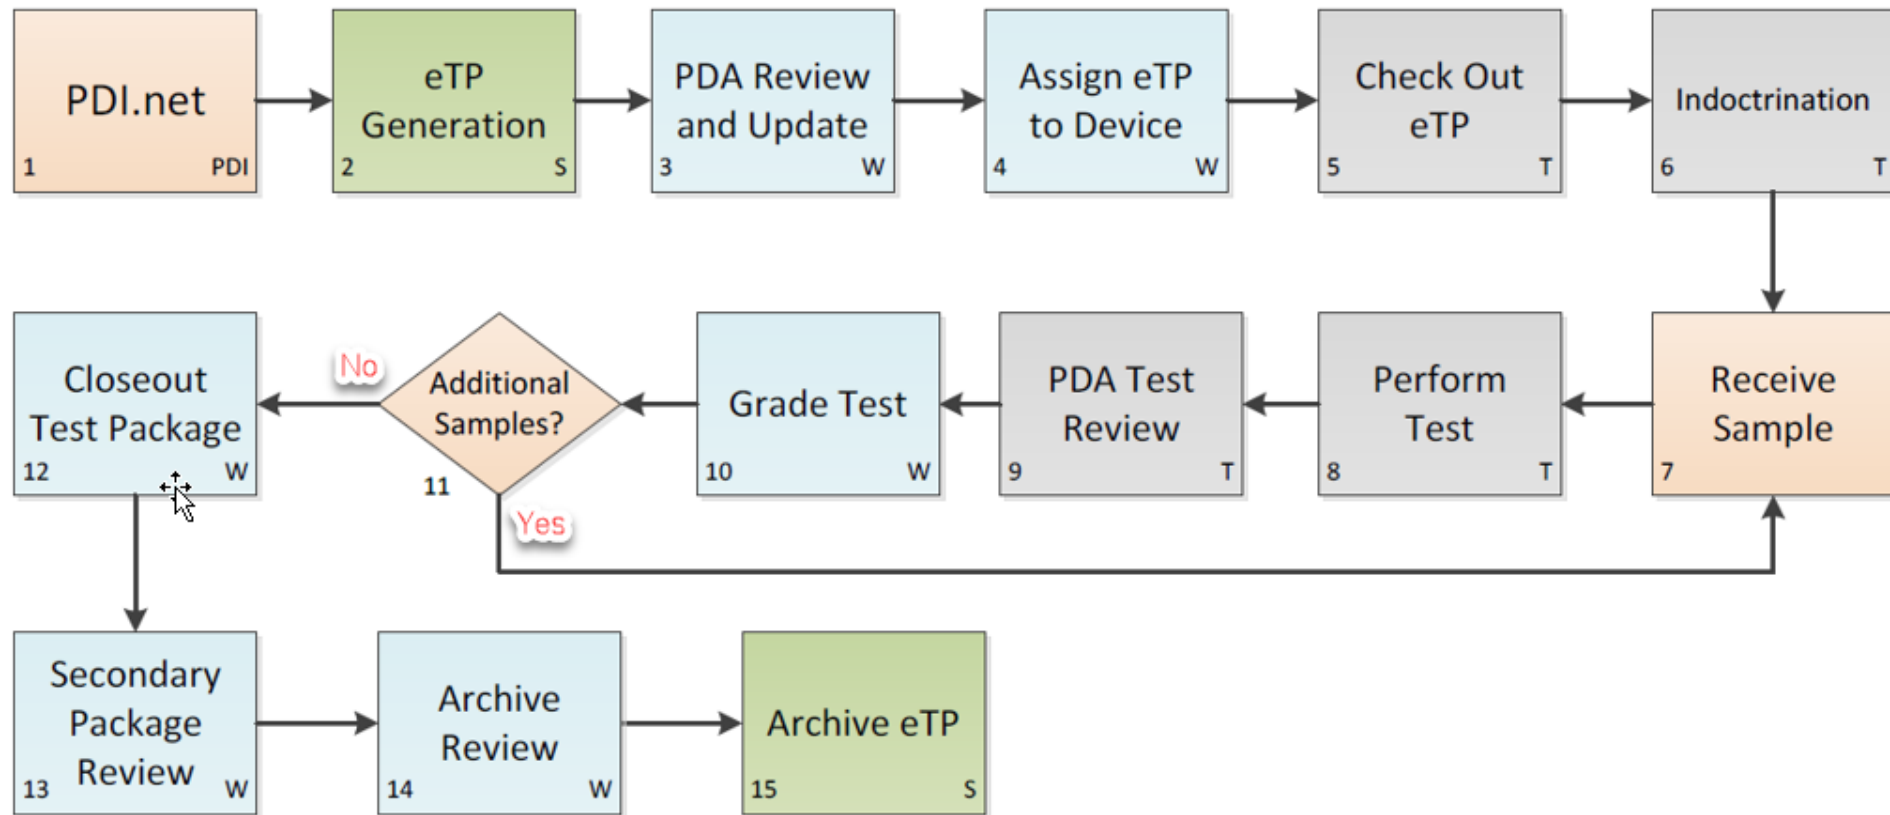 PDI.net
1 PDI
eTP
Generation
2 S
PDA Review
and Update
3 W
Assign eTP
to Device
4 W
Check Out
eTP
5 T
Indoctrination
6 T
Closeout
Test Package
12 W
No
Additional
Samples?
11
Yes
Grade Test
10 W
PDA Test
Review
9 T
Perform
Test
8 T
Receive
Sample
7
Secondary
Package
Review
13 W
Archive
Review
14 W
Archive eTP
15 S